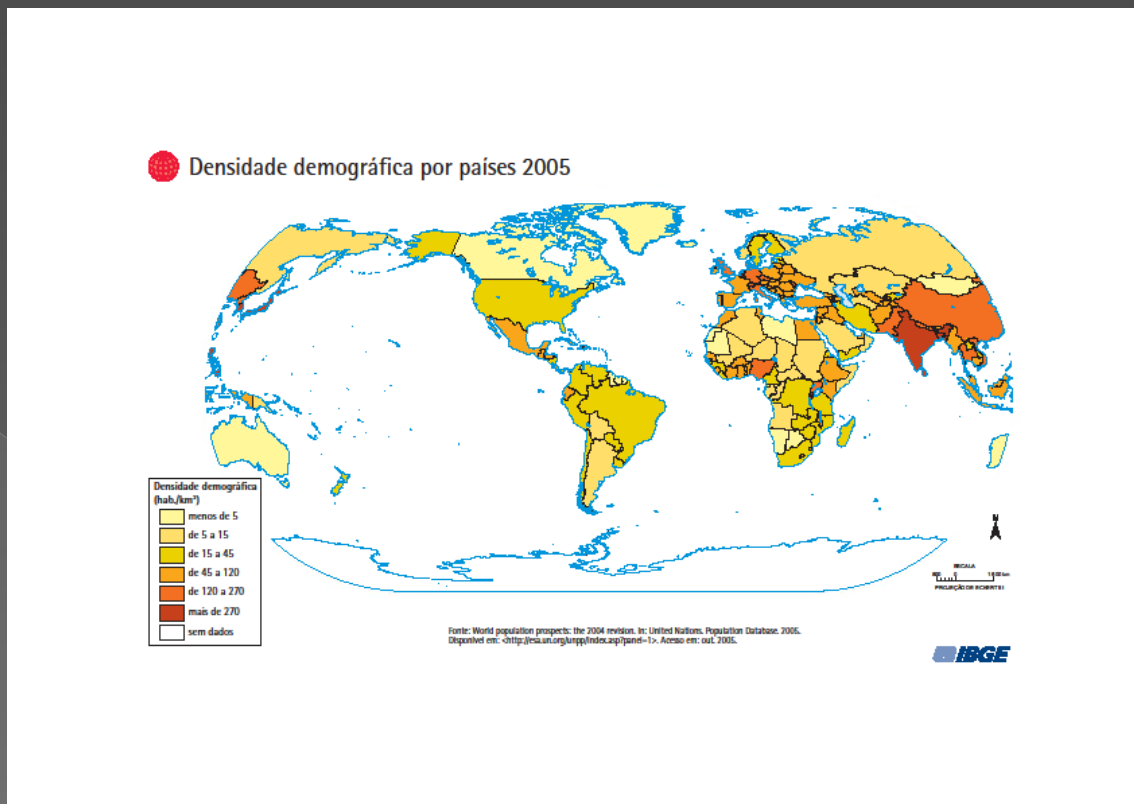 Densidade demográfica por países 2005
Densidade demográfica
(hab./km²)
menos de 5
de 5 a 15
de 15 a 45
de 45 a 120
de 120 a 270
mais de 270
sem dados
N
ESCALA
0
PROJEÇÃO DE ECKERT III
Fonte: World population prospects: the 2004 revision. In: United Nations. Population Database. 2005.
Disponível em: <http://esa.un.org/unpp/index.asp?panel=1>. Acesso em: out. 2005.
IBGE